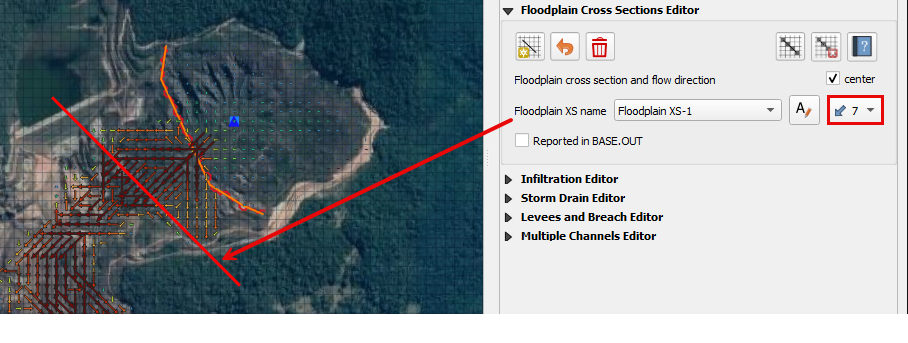 Floodplain Cross Sections Editor
Floodplain cross section and flow direction
center
Floodplain XS name
Floodplain XS-1
A
7
Reported in BASE.OUT
Infiltration Editor
Storm Drain Editor
Levees and Breach Editor
Multiple Channels Editor
A
?